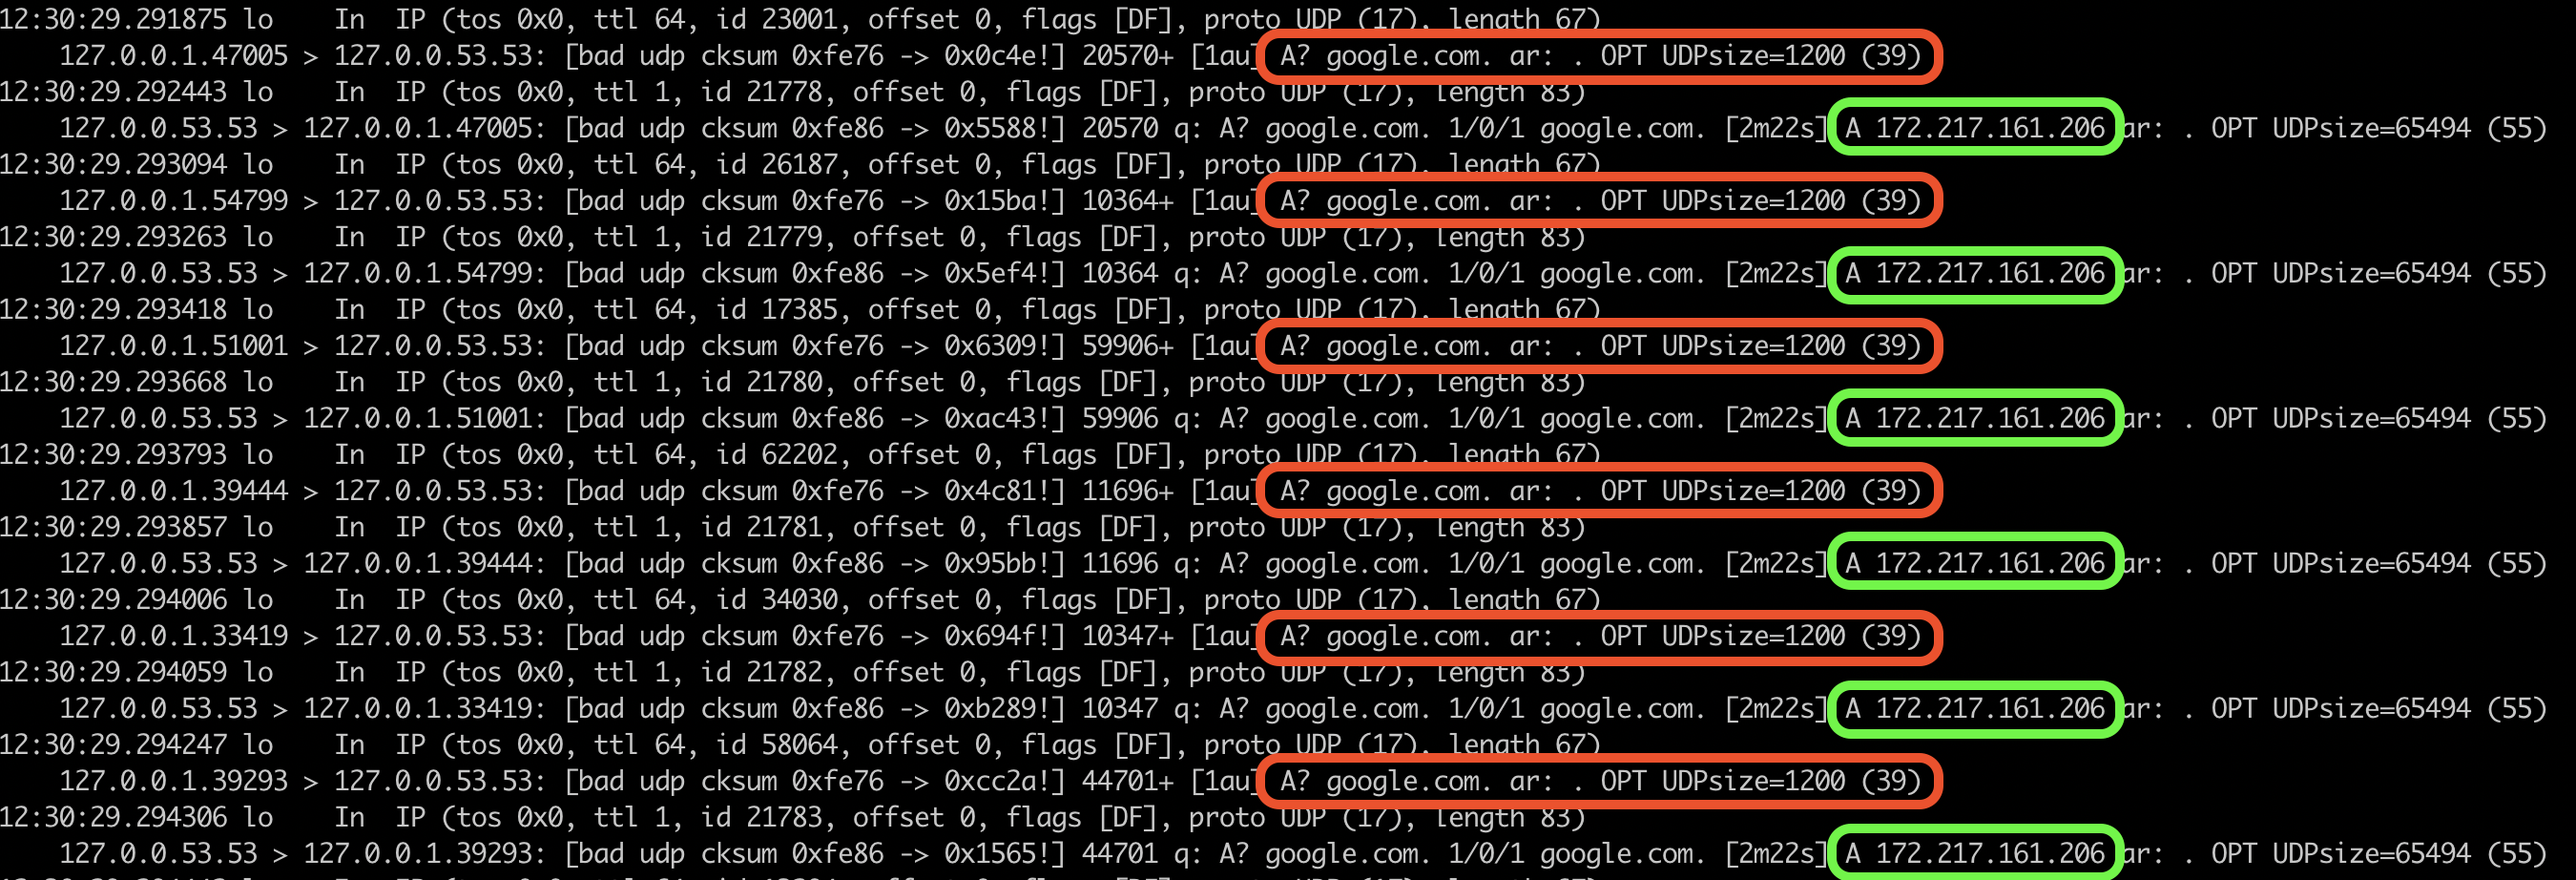 12:30:29.291875 lo    In  IP (tos 0x0, ttl 64, id 23001, offset 0, flags [DF], proto UDP (17), length 67)
    127.0.0.1.47005 > 127.0.0.53.53: [bad udp cksum 0xfe76 -> 0x0c4e!] 20570+ [1au] A? google.com. ar: . OPT UDPsize=1200 (39)
12:30:29.292443 lo    In  IP (tos 0x0, ttl 1, id 21778, offset 0, flags [DF], proto UDP (17), length 83)
    127.0.0.53.53 > 127.0.0.1.47005: [bad udp cksum 0xfe86 -> 0x5588!] 20570 q: A? google.com. 1/0/1 google.com. [2m22s] A 172.217.161.206 ar: . OPT UDPsize=65494 (55)
12:30:29.293094 lo    In  IP (tos 0x0, ttl 64, id 26187, offset 0, flags [DF], proto UDP (17), length 67)
    127.0.0.1.54799 > 127.0.0.53.53: [bad udp cksum 0xfe76 -> 0x15ba!] 10364+ [1au] A? google.com. ar: . OPT UDPsize=1200 (39)
12:30:29.293263 lo    In  IP (tos 0x0, ttl 1, id 21779, offset 0, flags [DF], proto UDP (17), length 83)
    127.0.0.53.53 > 127.0.0.1.54799: [bad udp cksum 0xfe86 -> 0x5ef4!] 10364 q: A? google.com. 1/0/1 google.com. [2m22s] A 172.217.161.206 ar: . OPT UDPsize=65494 (55)
12:30:29.293418 lo    In  IP (tos 0x0, ttl 64, id 17385, offset 0, flags [DF], proto UDP (17), length 67)
    127.0.0.1.51001 > 127.0.0.53.53: [bad udp cksum 0xfe76 -> 0x6309!] 59906+ [1au] A? google.com. ar: . OPT UDPsize=1200 (39)
12:30:29.293668 lo    In  IP (tos 0x0, ttl 1, id 21780, offset 0, flags [DF], proto UDP (17), length 83)
    127.0.0.53.53 > 127.0.0.1.51001: [bad udp cksum 0xfe86 -> 0xac43!] 59906 q: A? google.com. 1/0/1 google.com. [2m22s] A 172.217.161.206 ar: . OPT UDPsize=65494 (55)
12:30:29.293793 lo    In  IP (tos 0x0, ttl 64, id 62202, offset 0, flags [DF], proto UDP (17), length 67)
    127.0.0.1.39444 > 127.0.0.53.53: [bad udp cksum 0xfe76 -> 0x4c81!] 11696+ [1au] A? google.com. ar: . OPT UDPsize=1200 (39)
12:30:29.293857 lo    In  IP (tos 0x0, ttl 1, id 21781, offset 0, flags [DF], proto UDP (17), length 83)
    127.0.0.53.53 > 127.0.0.1.39444: [bad udp cksum 0xfe86 -> 0x95bb!] 11696 q: A? google.com. 1/0/1 google.com. [2m22s] A 172.217.161.206 ar: . OPT UDPsize=65494 (55)
12:30:29.294006 lo    In  IP (tos 0x0, ttl 64, id 34030, offset 0, flags [DF], proto UDP (17), length 67)
    127.0.0.1.33419 > 127.0.0.53.53: [bad udp cksum 0xfe76 -> 0x694f!] 10347+ [1au] A? google.com. ar: . OPT UDPsize=1200 (39)
12:30:29.294059 lo    In  IP (tos 0x0, ttl 1, id 21782, offset 0, flags [DF], proto UDP (17), length 83)
    127.0.0.53.53 > 127.0.0.1.33419: [bad udp cksum 0xfe86 -> 0xb289!] 10347 q: A? google.com. 1/0/1 google.com. [2m22s] A 172.217.161.206 ar: . OPT UDPsize=65494 (55)
12:30:29.294247 lo    In  IP (tos 0x0, ttl 64, id 58064, offset 0, flags [DF], proto UDP (17), length 67)
    127.0.0.1.39293 > 127.0.0.53.53: [bad udp cksum 0xfe76 -> 0xcc2a!] 44701+ [1au] A? google.com. ar: . OPT UDPsize=1200 (39)
12:30:29.294306 lo    In  IP (tos 0x0, ttl 1, id 21783, offset 0, flags [DF], proto UDP (17), length 83)
    127.0.0.53.53 > 127.0.0.1.39293: [bad udp cksum 0xfe86 -> 0x1565!] 44701 q: A? google.com. 1/0/1 google.com. [2m22s] A 172.217.161.206 ar: . OPT UDPsize=65494 (55)